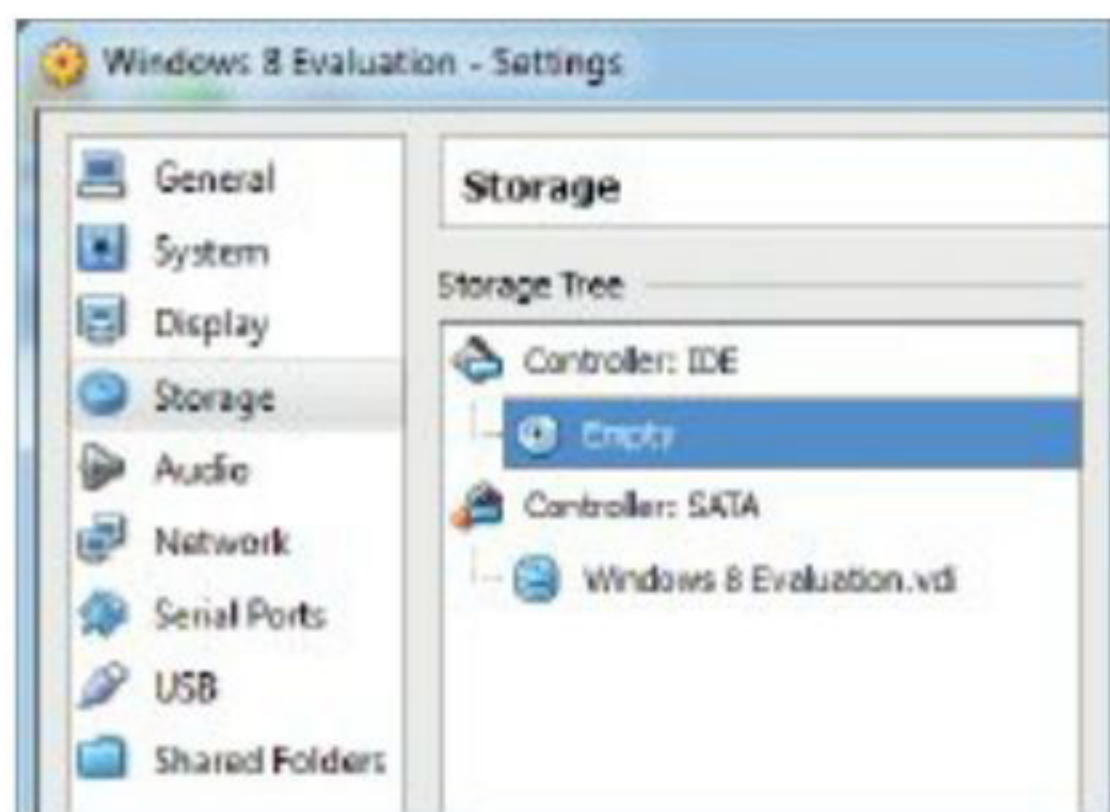 Windows 8 Evaluation - Settings
General
System
Display
Storage
Audio
Network
Serial Ports
USB
Shared Folders
Storage
Storage Tree
Controller: IDE
Empty
Controller: SATA
Windows 8 Evaluation.vdi